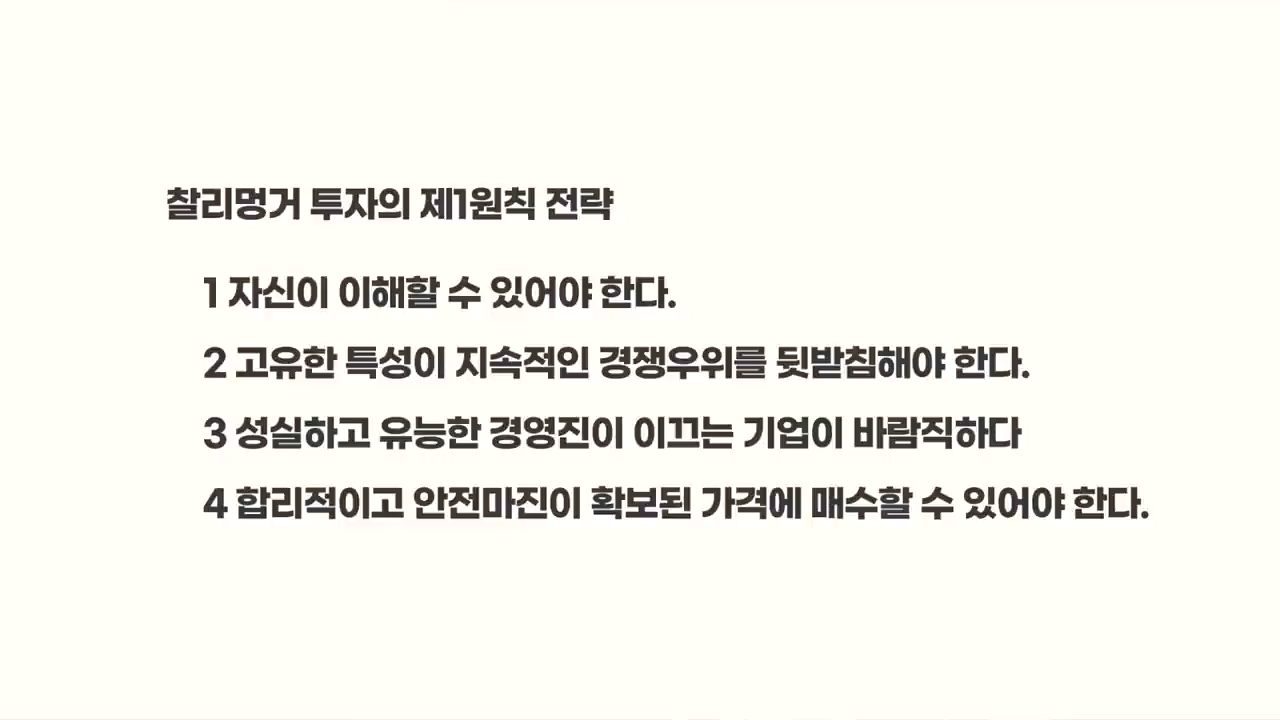 찰리멍거 투자의 제1원칙 전략
1 자신이 이해할 수 있어야 한다.
2 고유한 특성이 지속적인 경쟁우위를 뒷받침해야 한다.
3 성실하고 유능한 경영진이 이끄는 기업이 바람직하다
4 합리적이고 안전마진이 확보된 가격에 매수할 수 있어야 한다.